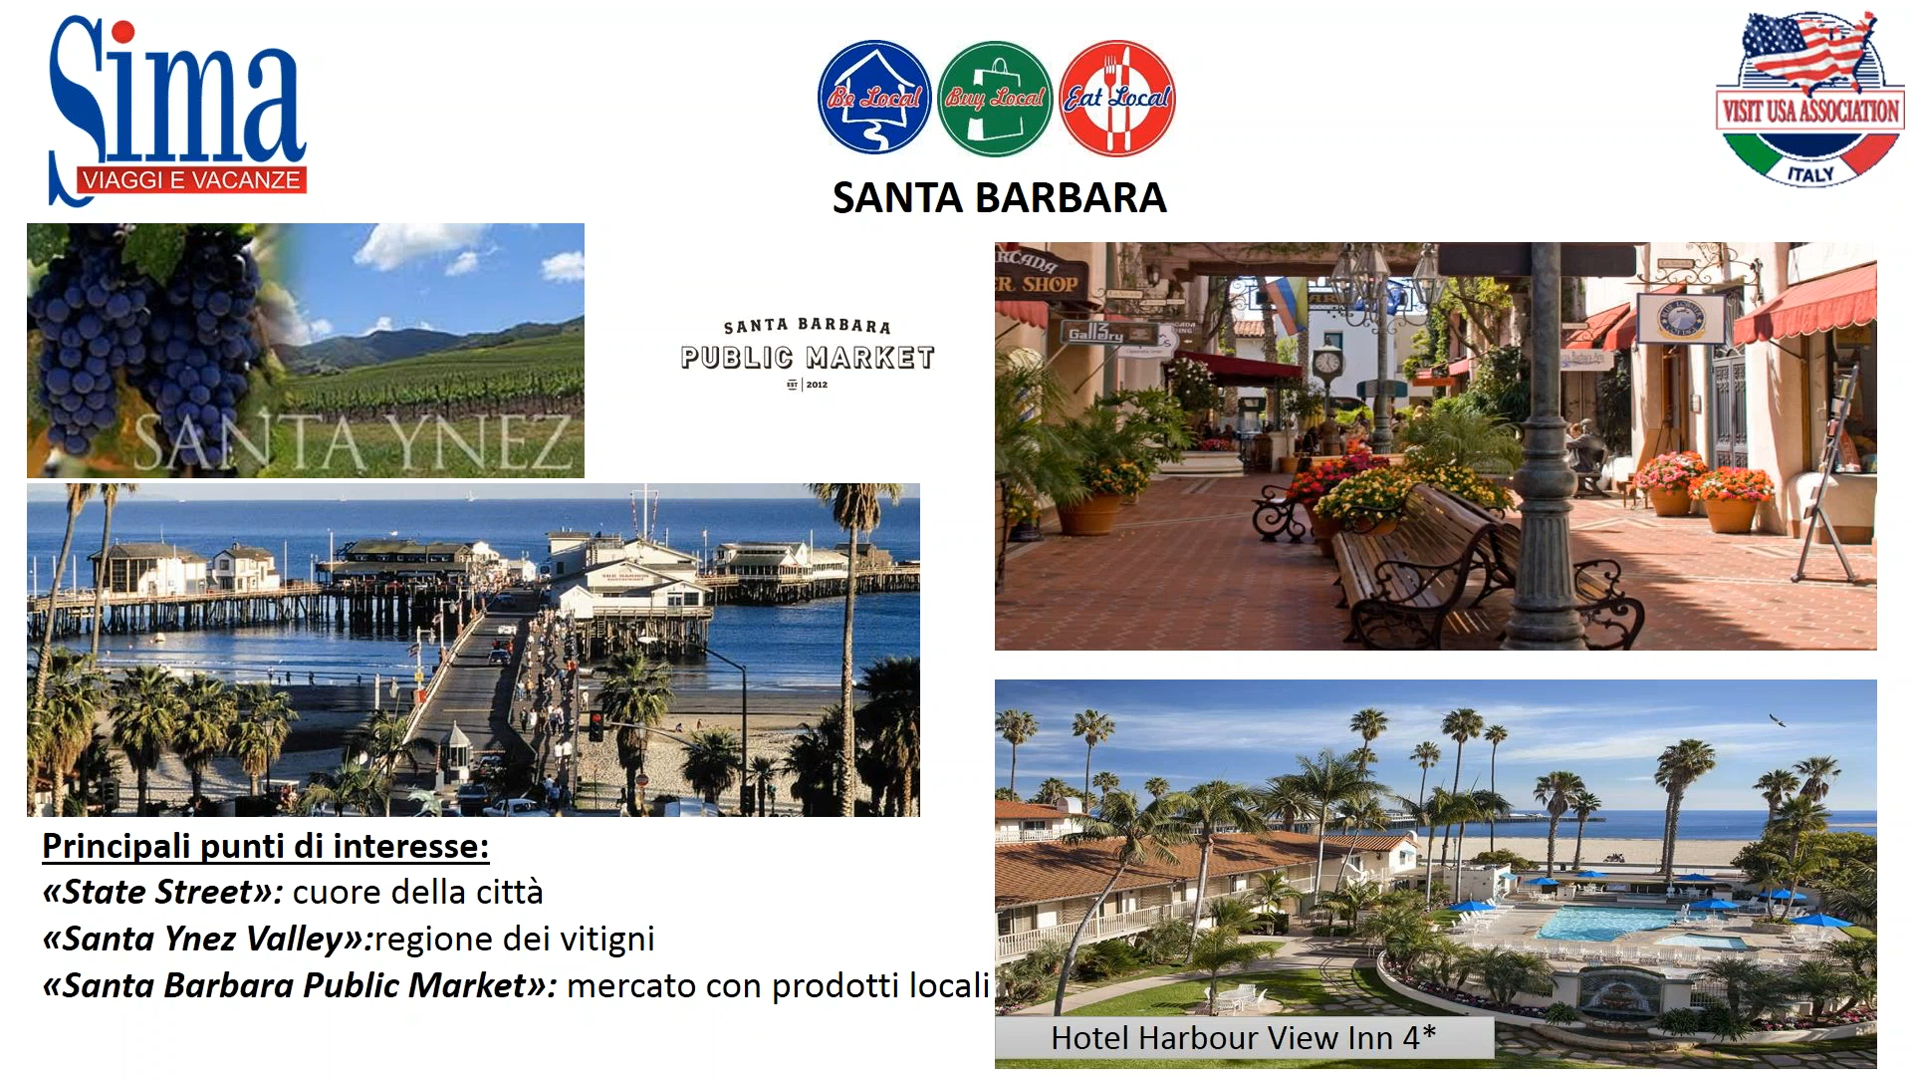 Sima
VIAGGI E VACANZE
Be Local
Buy Local
Eat Local
VISIT USA ASSOCIATION
ITALY
SANTA BARBARA
SANTA YNEZ
SANTA BARBARA
PUBLIC MARKET
EST 2012
SHOP
Gallery
Principali punti di interesse:
«State Street»: cuore della città
«Santa Ynez Valley»:regione dei vitigni
«Santa Barbara Public Market»: mercato con prodotti locali
Hotel Harbour View Inn 4*